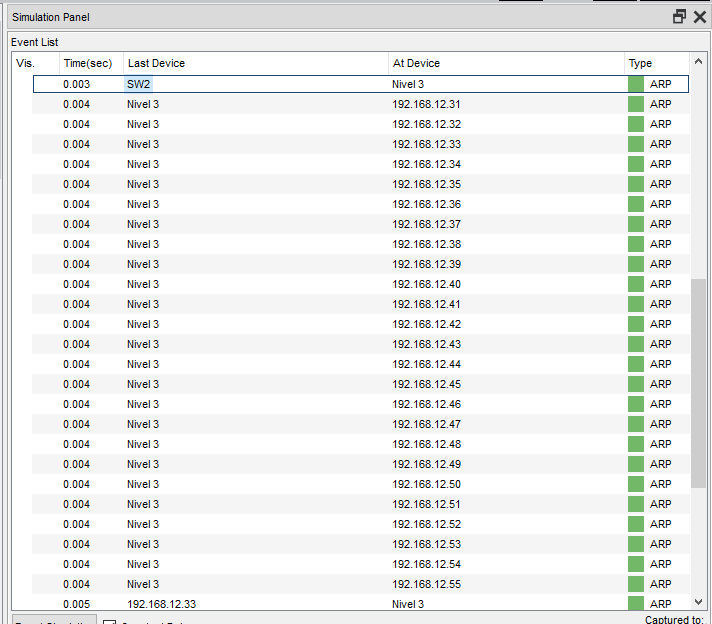 Simulation Panel
Event List
Vis. Time(sec) Last Device At Device Type
0.003 SW2 Nivel 3 ARP
0.004 Nivel 3 192.168.12.31 ARP
0.004 Nivel 3 192.168.12.32 ARP
0.004 Nivel 3 192.168.12.33 ARP
0.004 Nivel 3 192.168.12.34 ARP
0.004 Nivel 3 192.168.12.35 ARP
0.004 Nivel 3 192.168.12.36 ARP
0.004 Nivel 3 192.168.12.37 ARP
0.004 Nivel 3 192.168.12.38 ARP
0.004 Nivel 3 192.168.12.39 ARP
0.004 Nivel 3 192.168.12.40 ARP
0.004 Nivel 3 192.168.12.41 ARP
0.004 Nivel 3 192.168.12.42 ARP
0.004 Nivel 3 192.168.12.43 ARP
0.004 Nivel 3 192.168.12.44 ARP
0.004 Nivel 3 192.168.12.45 ARP
0.004 Nivel 3 192.168.12.46 ARP
0.004 Nivel 3 192.168.12.47 ARP
0.004 Nivel 3 192.168.12.48 ARP
0.004 Nivel 3 192.168.12.49 ARP
0.004 Nivel 3 192.168.12.50 ARP
0.004 Nivel 3 192.168.12.51 ARP
0.004 Nivel 3 192.168.12.52 ARP
0.004 Nivel 3 192.168.12.53 ARP
0.004 Nivel 3 192.168.12.54 ARP
0.004 Nivel 3 192.168.12.55 ARP
0.005 192.168.12.33 Nivel 3 ARP
Captured to: